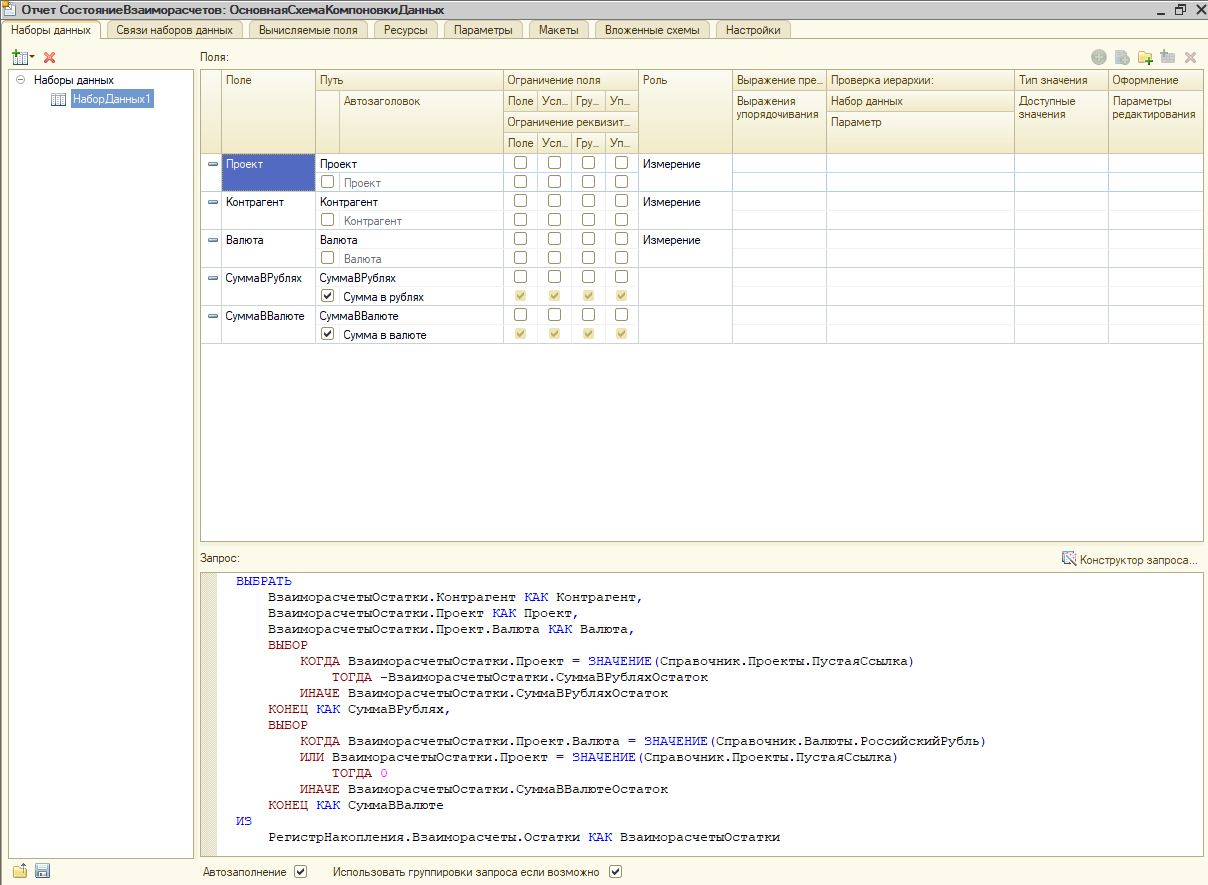 Отчет СостояниеВзаиморасчетов: ОсновнаяСхемаКомпоновкиДанных
Наборы данных Связи наборов данных Вычисляемые поля Ресурсы Параметры Макеты Вложенные схемы Настройки
Поля:
Наборы данных
НаборДанных1
Поле Путь Ограничение поля Роль Выражение пре... Проверка иерархии: Тип значения Оформление
Автозаголовок Поле Усл... Гру... Уп... Выражения упорядочивания Набор данных Доступные значения Параметры редактирования
Ограничение реквизит... Параметр
Поле Усл... Гру... Уп...
Проект Проект Измерение
Проект
Контрагент Контрагент Измерение
Контрагент
Валюта Валюта Измерение
Валюта
СуммаВРублях СуммаВРублях
Сумма в рублях
СуммаВВалюте СуммаВВалюте
Сумма в валюте
Запрос: Конструктор запроса...
ВЫБРАТЬ
ВзаиморасчетыОстатки.Контрагент КАК Контрагент,
ВзаиморасчетыОстатки.Проект КАК Проект,
ВзаиморасчетыОстатки.Проект.Валюта КАК Валюта,
ВЫБОР
КОГДА ВзаиморасчетыОстатки.Проект = ЗНАЧЕНИЕ(Справочник.Проекты.ПустаяСсылка)
ТОГДА -ВзаиморасчетыОстатки.СуммаВРубляхОстаток
ИНАЧЕ ВзаиморасчетыОстатки.СуммаВРубляхОстаток
КОНЕЦ КАК СуммаВРублях,
ВЫБОР
КОГДА ВзаиморасчетыОстатки.Проект.Валюта = ЗНАЧЕНИЕ(Справочник.Валюты.РоссийскийРубль)
ИЛИ ВзаиморасчетыОстатки.Проект = ЗНАЧЕНИЕ(Справочник.Проекты.ПустаяСсылка)
ТОГДА 0
ИНАЧЕ ВзаиморасчетыОстатки.СуммаВВалютеОстаток
КОНЕЦ КАК СуммаВВалюте
ИЗ
РегистрНакопления.Взаиморасчеты.Остатки КАК ВзаиморасчетыОстатки
Автозаполнение Использовать группировки запроса если возможно